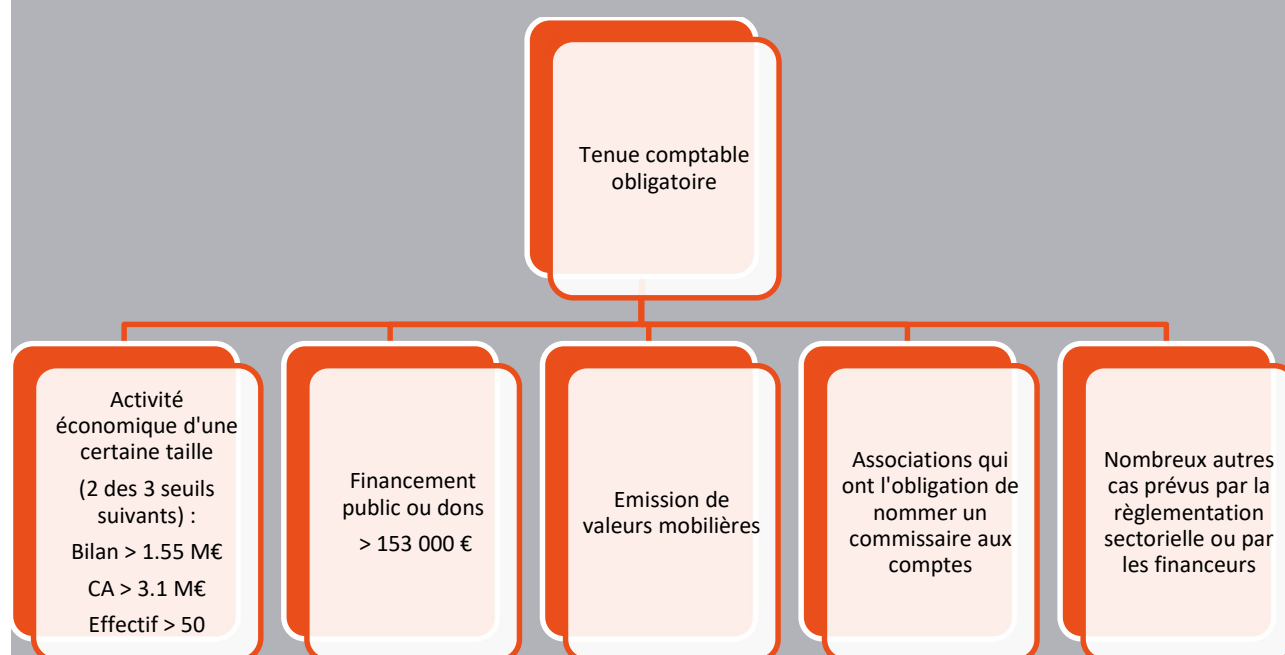 Tenue comptable
obligatoire
Activité
économique d'une
certaine taille
(2 des 3 seuils
suivants) :
Bilan > 1.55 M€
CA > 3.1 M€
Effectif > 50
Financement
public ou dons
> 153 000 €
Emission de
valeurs mobilières
Associations qui
ont l'obligation de
nommer un
commissaire aux
comptes
Nombreux autres
cas prévus par la
règlementation
sectorielle ou par
les financeurs